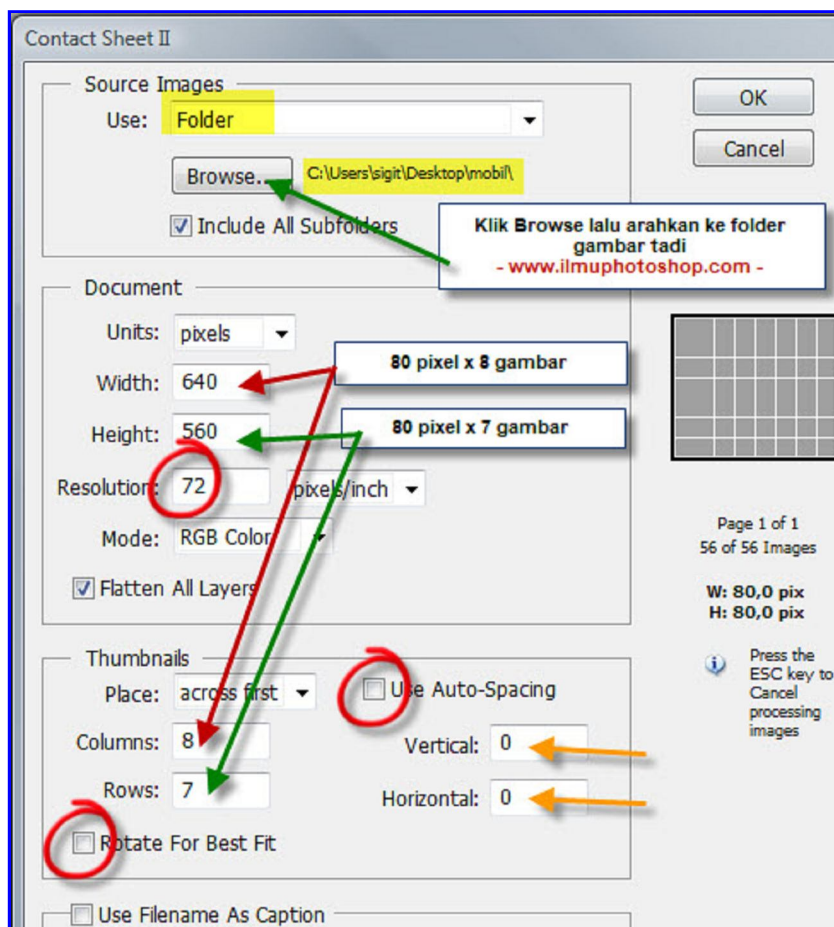 Contact Sheet II
Source Images
Use: Folder
OK
Cancel
Browse... C:\Users\sigit\Desktop\mobil\
Include All Subfolders
Klik Browse lalu arahkan ke folder
gambar tadi
- www.ilmuphotoshop.com -
Document
Units: pixels
Width: 640
80 pixel x 8 gambar
Height: 560
80 pixel x 7 gambar
Resolution: 72 pixels/inch
Mode: RGB Color
Flatten All Layers
Page 1 of 1
56 of 56 Images
W: 80,0 pix
H: 80,0 pix
Press the
ESC key to
Cancel
processing
images
Thumbnails
Place: across first
Use Auto-Spacing
Columns: 8
Vertical: 0
Rows: 7
Horizontal: 0
Rotate For Best Fit
Use Filename As Caption